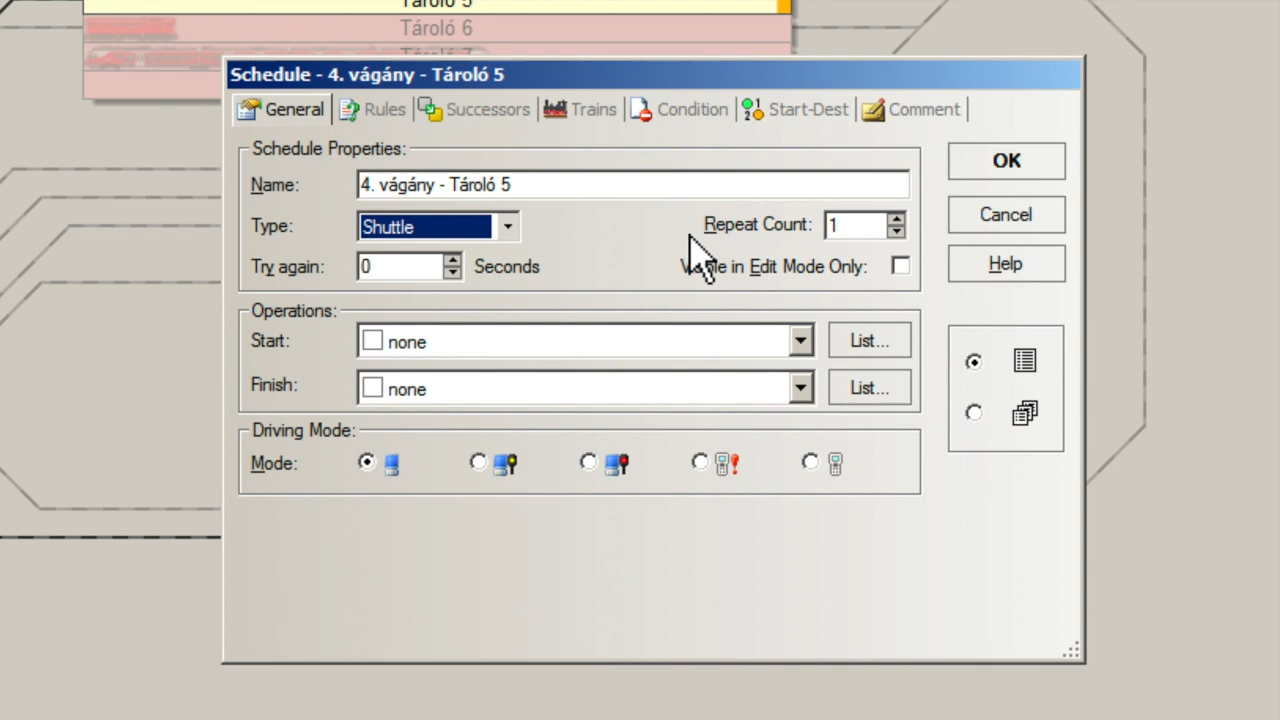 Tároló 5
Tároló 6
Tároló 7
Schedule - 4. vágány - Tároló 5
General Rules Successors Trains Condition Start-Dest Comment
Schedule Properties:
Name: 4. vágány - Tároló 5
Type: Shuttle Repeat Count: 1
Try again: 0 Seconds in Edit Mode Only:
Operations:
Start: none List...
Finish: none List...
Driving Mode:
Mode:
OK
Cancel
Help